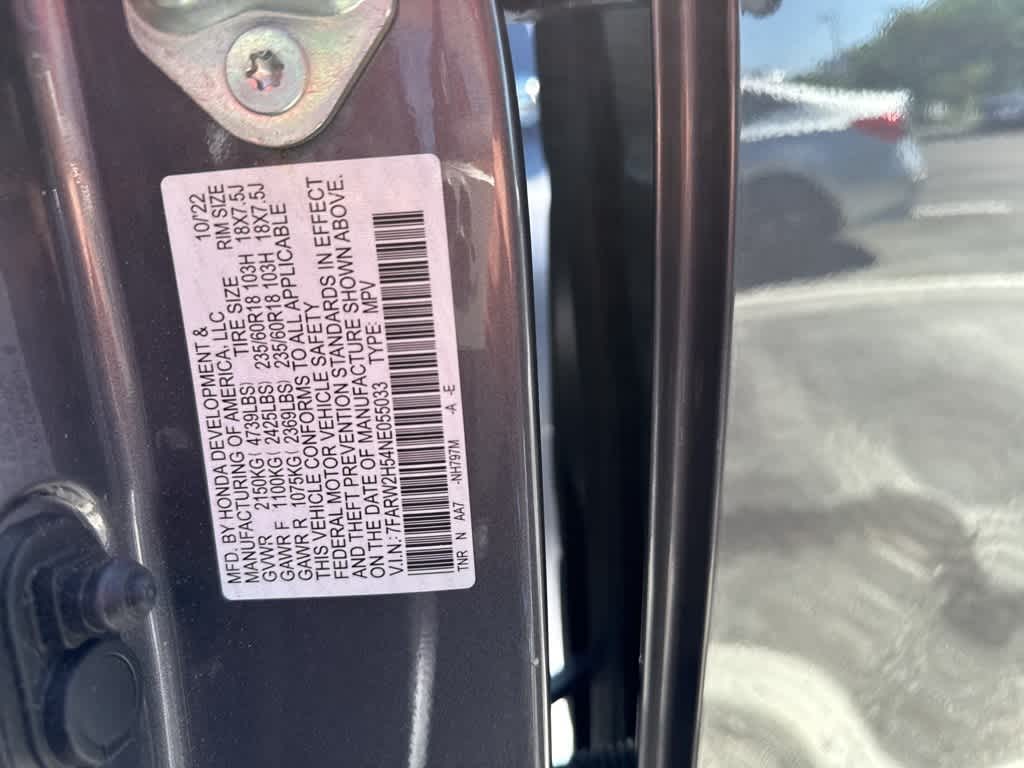 MFD. BY HONDA DEVELOPMENT & 10/22
MANUFACTURING OF AMERICA, LLC TIRE SIZE RIM SIZE
GVWR 2150KG( 4739LBS) 235/60R18 103H 18X7.5J
GAWR F 1100KG( 2425LBS) 235/60R18 103H 18X7.5J
GAWR R 1075KG( 2369LBS)
THIS VEHICLE CONFORMS TO ALL APPLICABLE
FEDERAL MOTOR VEHICLE SAFETY
AND THEFT PREVENTION STANDARDS IN EFFECT
ON THE DATE OF MANUFACTURE SHOWN ABOVE.
V.I.N.: 7FARW2H54NE055033 TYPE: MPV
TNR N AA7 -NH797M -A -E